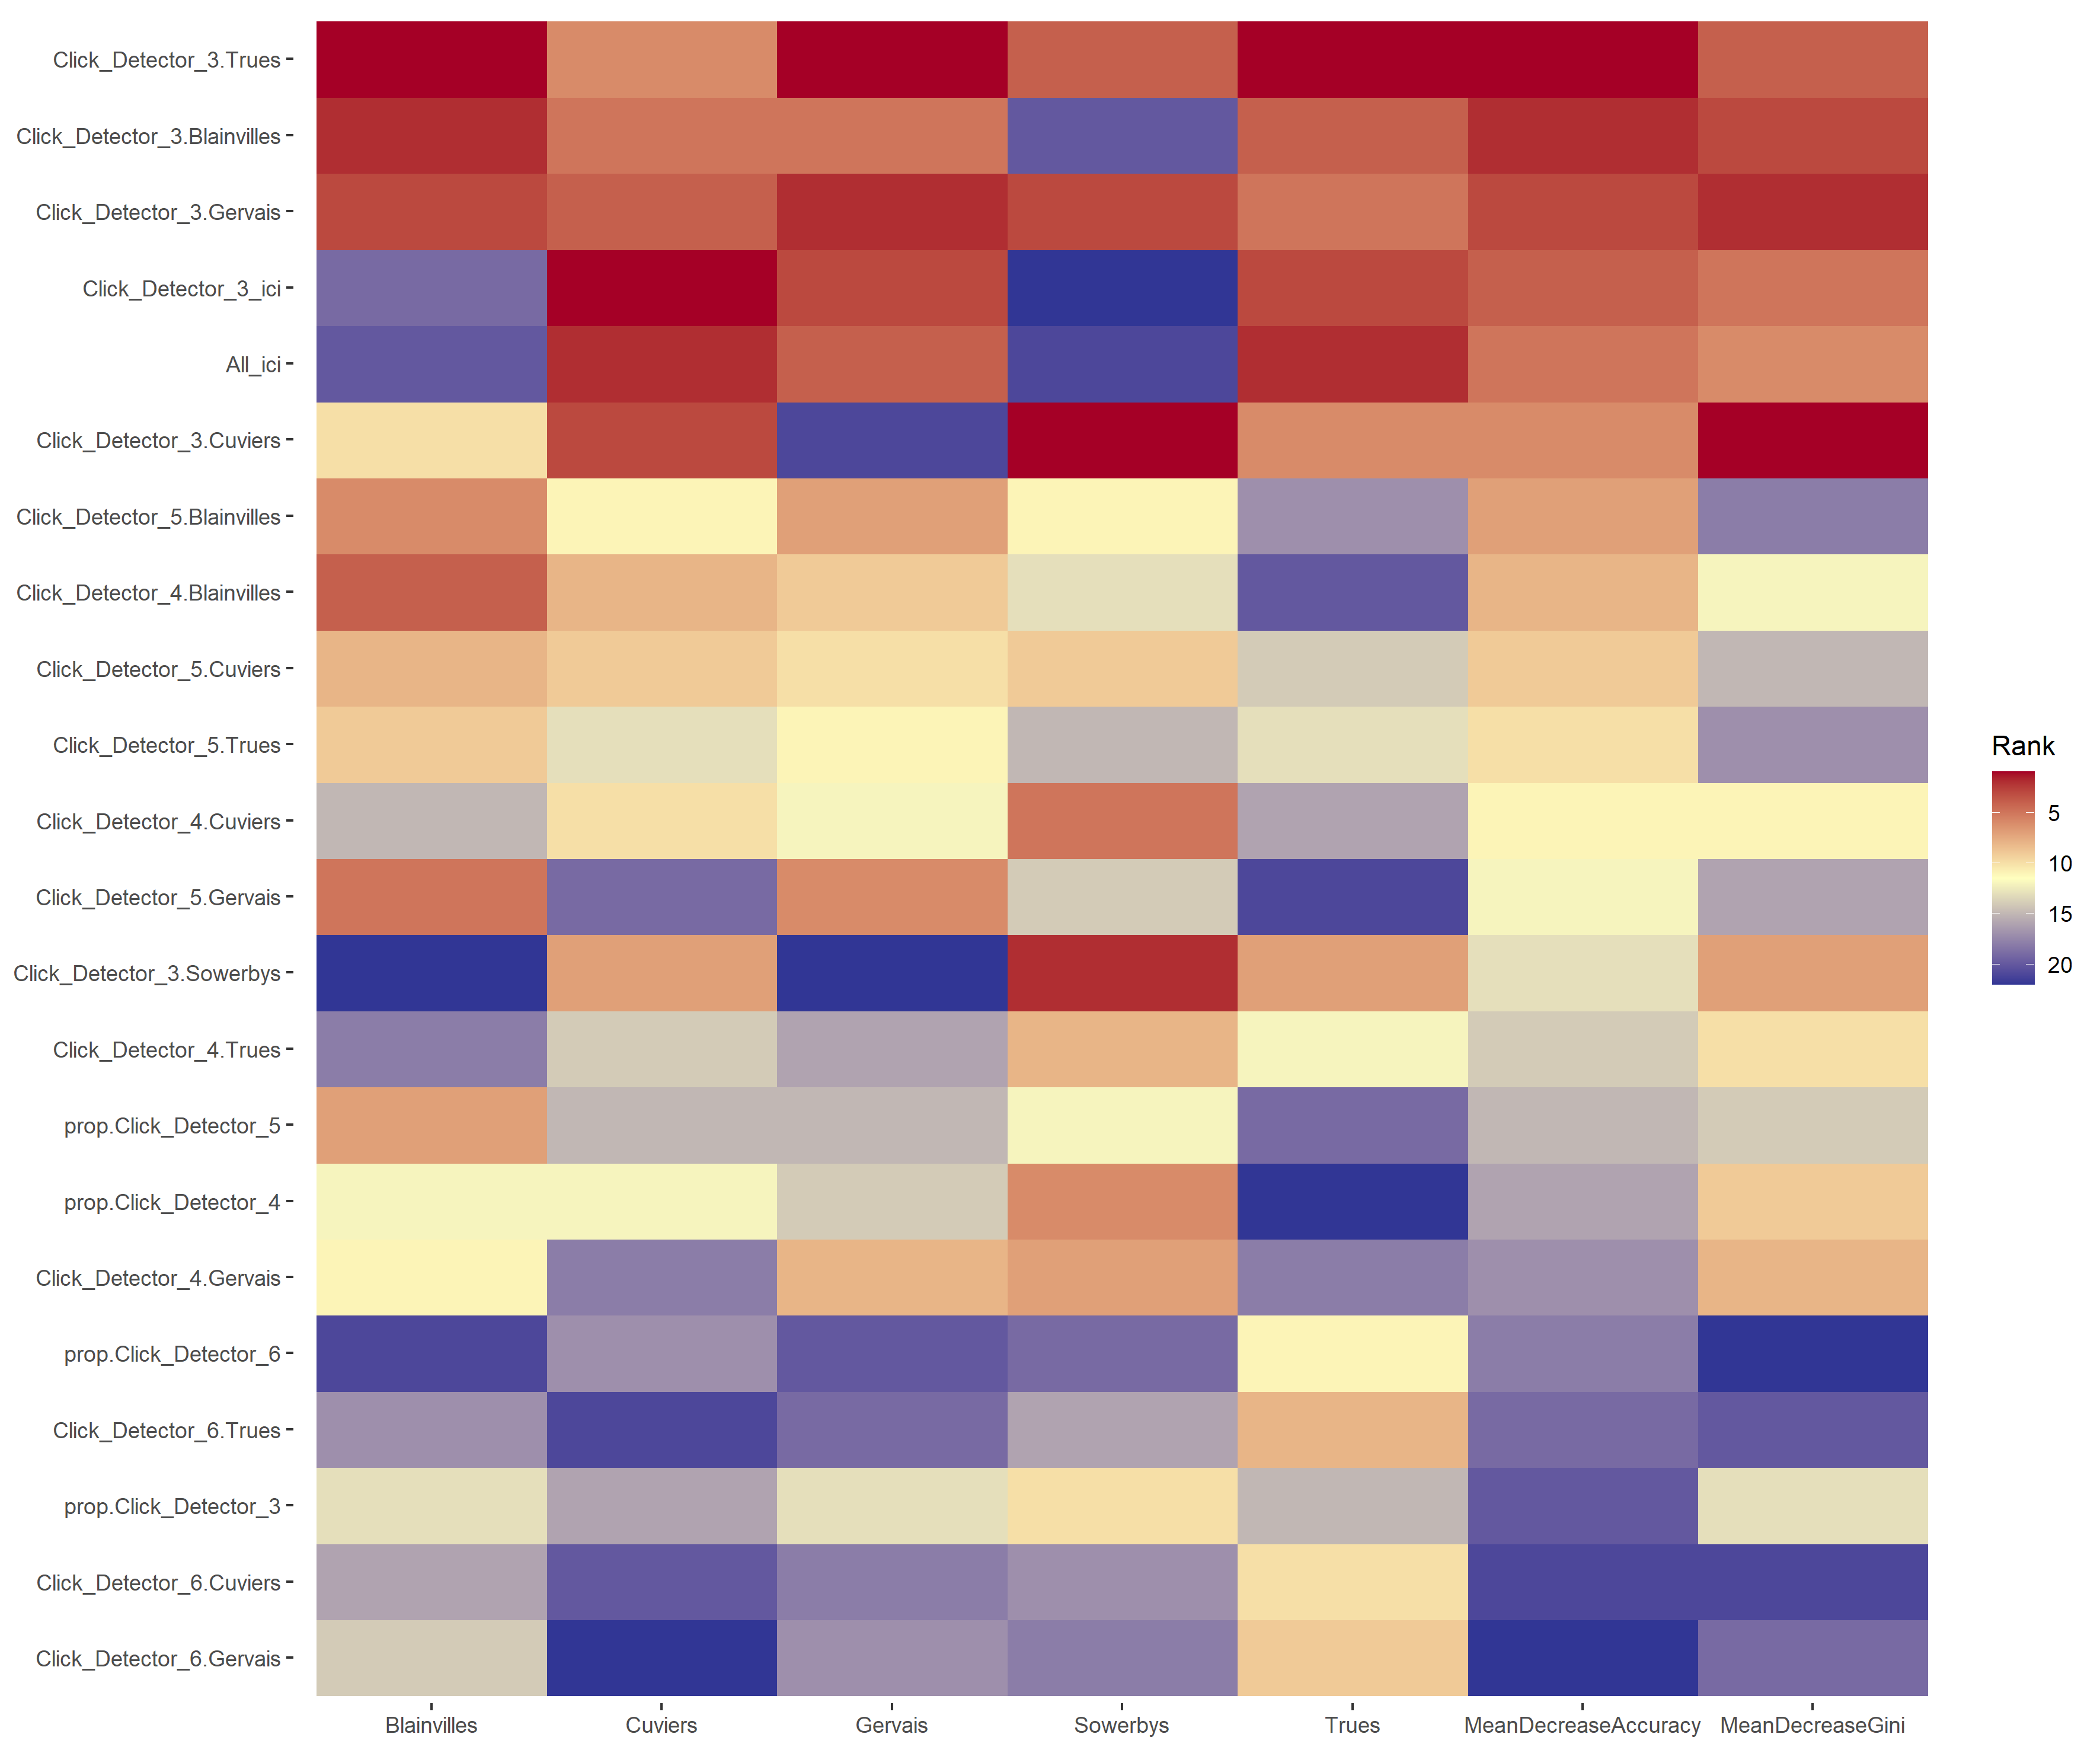 Click_Detector_3.Trues
Click_Detector_3.Blainvilles
Click_Detector_3.Gervais
Click_Detector_3_ici
All_ici
Click_Detector_3.Cuviers
Click_Detector_5.Blainvilles
Click_Detector_4.Blainvilles
Click_Detector_5.Cuviers
Click_Detector_5.Trues
Click_Detector_4.Cuviers
Click_Detector_5.Gervais
Click_Detector_3.Sowerbys
Click_Detector_4.Trues
prop.Click_Detector_5
prop.Click_Detector_4
Click_Detector_4.Gervais
prop.Click_Detector_6
Click_Detector_6.Trues
prop.Click_Detector_3
Click_Detector_6.Cuviers
Click_Detector_6.Gervais
Blainvilles Cuviers Gervais Sowerbys Trues MeanDecreaseAccuracy MeanDecreaseGini
Rank
5
10
15
20